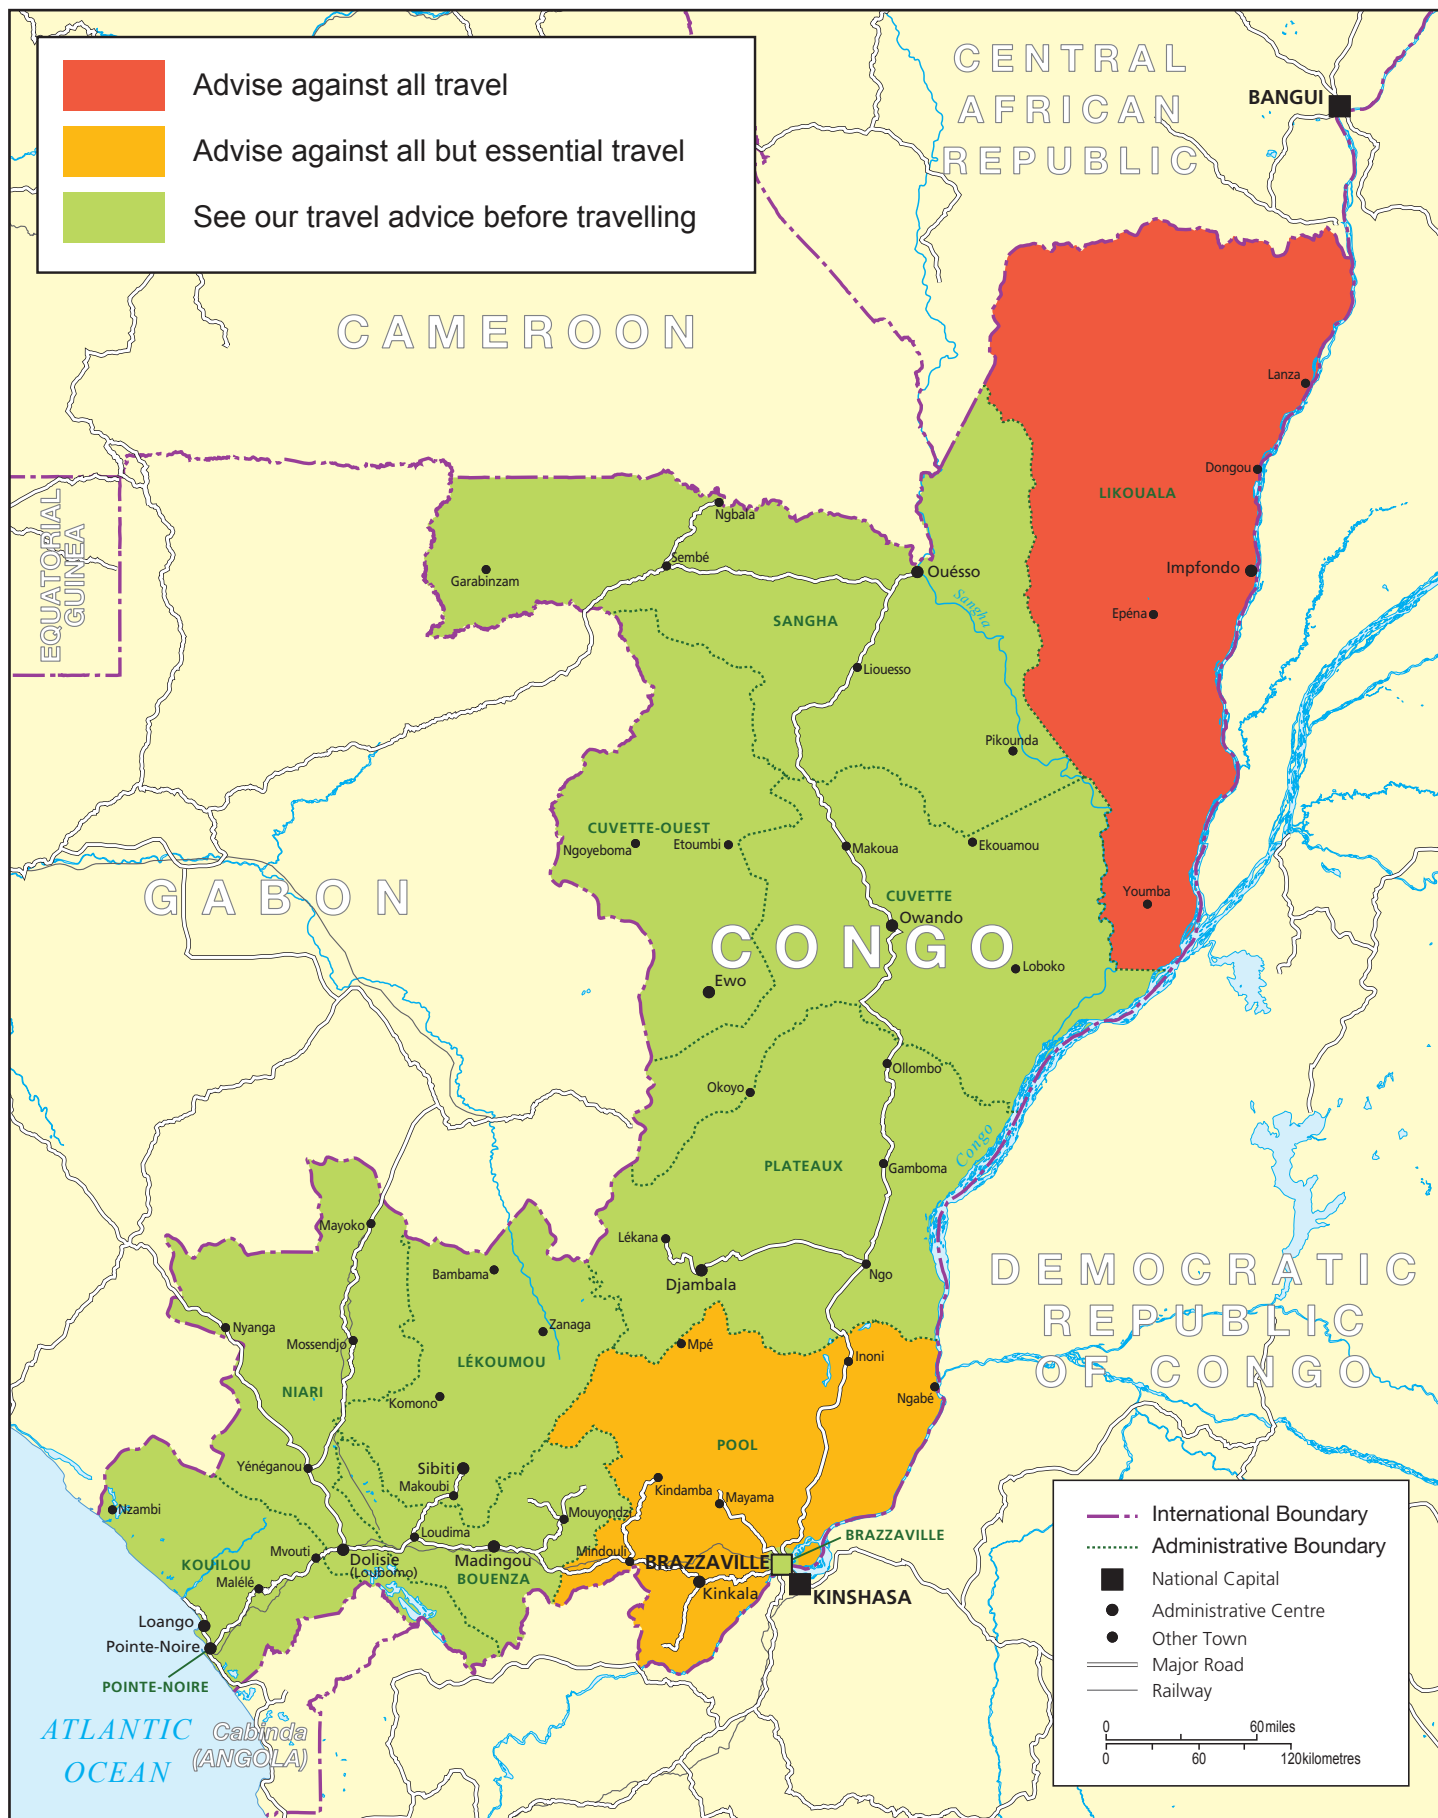 Advise against all travel
Advise against all but essential travel
See our travel advice before travelling
CENTRAL
AFRICAN
REPUBLIC
BANGUI
CAMEROON
EQUATORIAL
GUINEA
GABON
CONGO
DEMOCRATIC
REPUBLIC
OF CONGO
Lanza
Dongou
LIKOUALA
Impfondo
Epéna
Youmba
Ngbala
Sembé
Garabinzam
Ouésso
Sangha
SANGHA
Liouesso
Pikounda
CUVETTE-OUEST
Ngoyeboma
Etoumbi
Makoua
Ekouamou
CUVETTE
Owando
Loboko
Ewo
Ollombo
Okoyo
Congo
PLATEAUX
Gamboma
Mayoko
Lékana
Bambama
Djambala
Ngo
Nyanga
Zanaga
Mossendjo
Mpé
Inoni
LÉKOUMOU
NIARI
Komono
Ngabé
POOL
Yénéganou
Sibiti
Makoubi
Kindamba
Mayama
Nzambi
Mouyondzi
Loudima
BRAZZAVILLE
KOUILOU
Mvouti
Dolisie
(Loubomo)
Madingou
BOUENZA
Mindouli
BRAZZAVILLE
Malélé
Kinkala
KINSHASA
Loango
Pointe-Noire
POINTE-NOIRE
ATLANTIC
OCEAN
Cabinda
(ANGOLA)
International Boundary
Administrative Boundary
National Capital
Administrative Centre
Other Town
Major Road
Railway
0 60miles
0 60 120kilometres